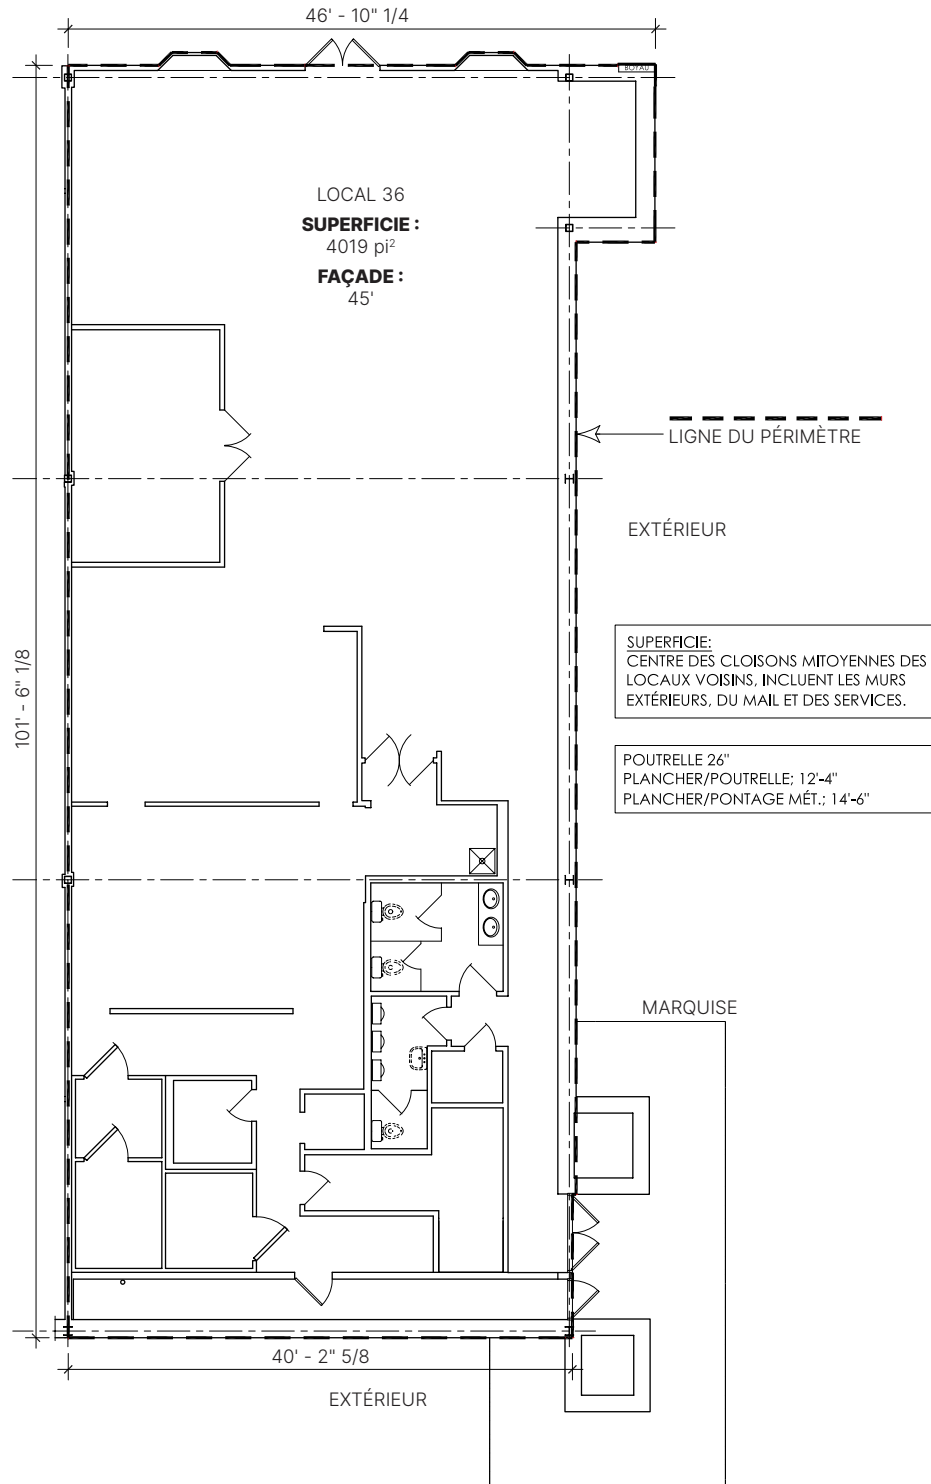 46' - 10" 1/4
BOYAU
LOCAL 36
SUPERFICIE :
4019 pi²
FAÇADE :
45'
LIGNE DU PÉRIMÈTRE
EXTÉRIEUR
SUPERFICIE:
CENTRE DES CLOISONS MITOYENNES DES
LOCAUX VOISINS, INCLUENT LES MURS
EXTÉRIEURS, DU MAIL ET DES SERVICES.
101' - 6" 1/8
POUTRELLE 26"
PLANCHER/POUTRELLE; 12'-4"
PLANCHER/PONTAGE MÉT.; 14'-6"
MARQUISE
40' - 2" 5/8
EXTÉRIEUR